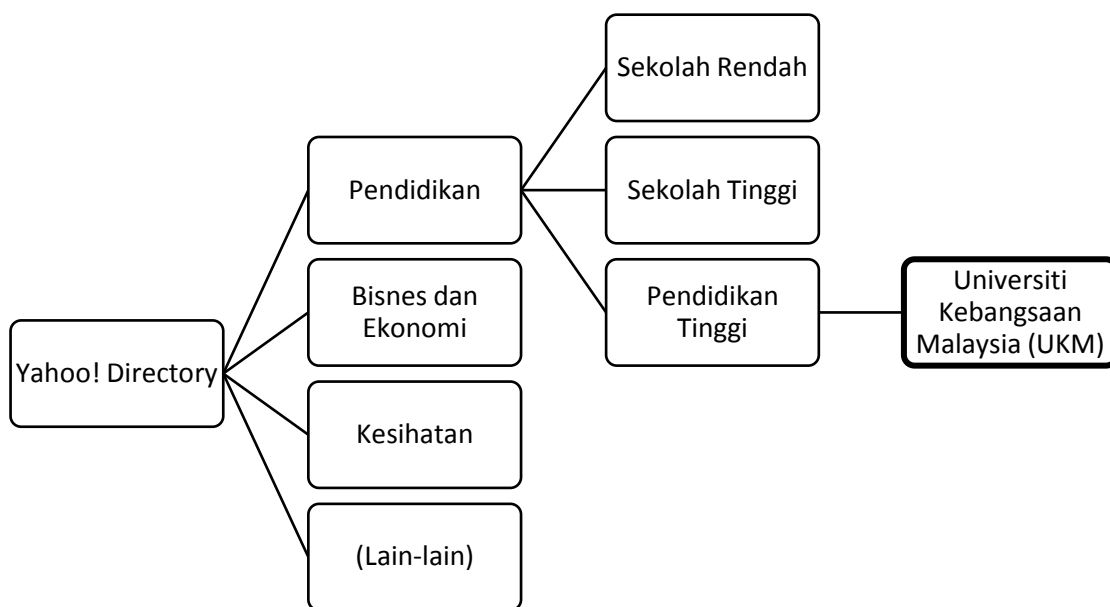 Sekolah Rendah
Pendidikan
Sekolah Tinggi
Bisnes dan
Ekonomi
Pendidikan
Tinggi
Universiti
Kebangsaan
Malaysia (UKM)
Yahoo! Directory
Kesihatan
(Lain-lain)